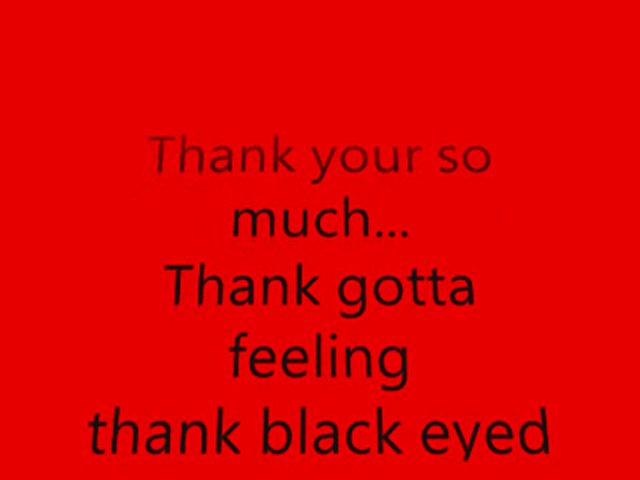 Thank your so
much...
Thank gotta
feeling
thank black eyed